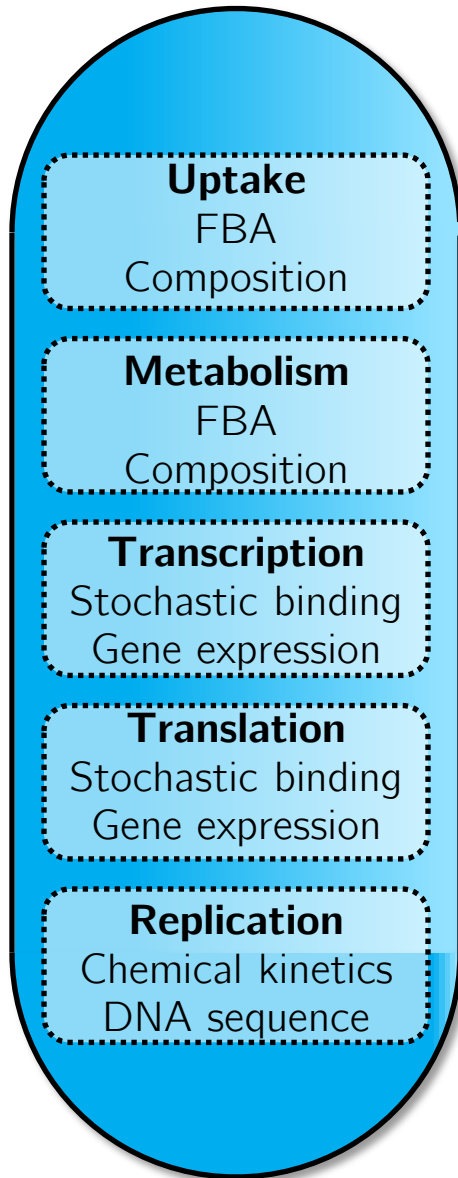 Uptake
FBA
Composition
Metabolism
FBA
Composition
Transcription
Stochastic binding
Gene expression
Translation
Stochastic binding
Gene expression
Replication
Chemical kinetics
DNA sequence